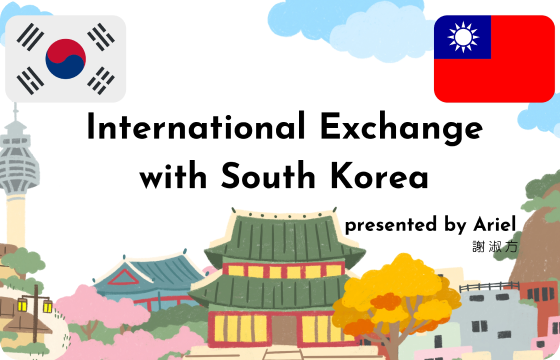 International Exchange
with South Korea
presented by Ariel
謝淑方